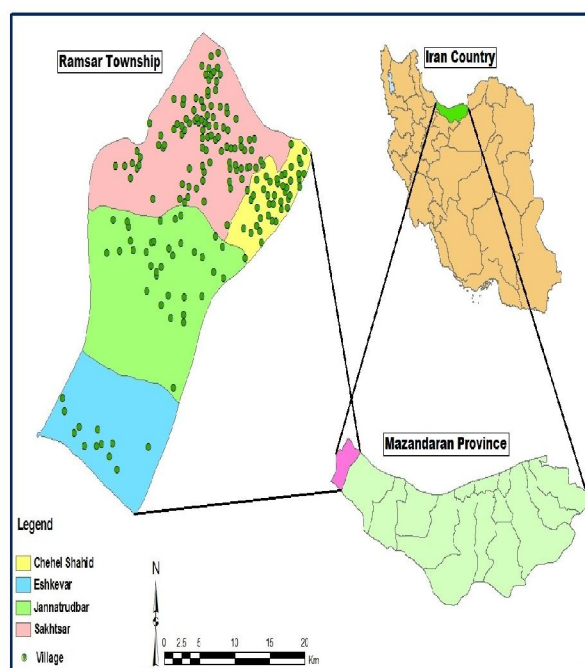 Ramsar Township
Iran Country
Mazandaran Province
Legend
Chehel Shahid
Eshkevar
Jannatrudbar
Sakhtsar
Village
N
0 2.5 5 10 15 20
Km